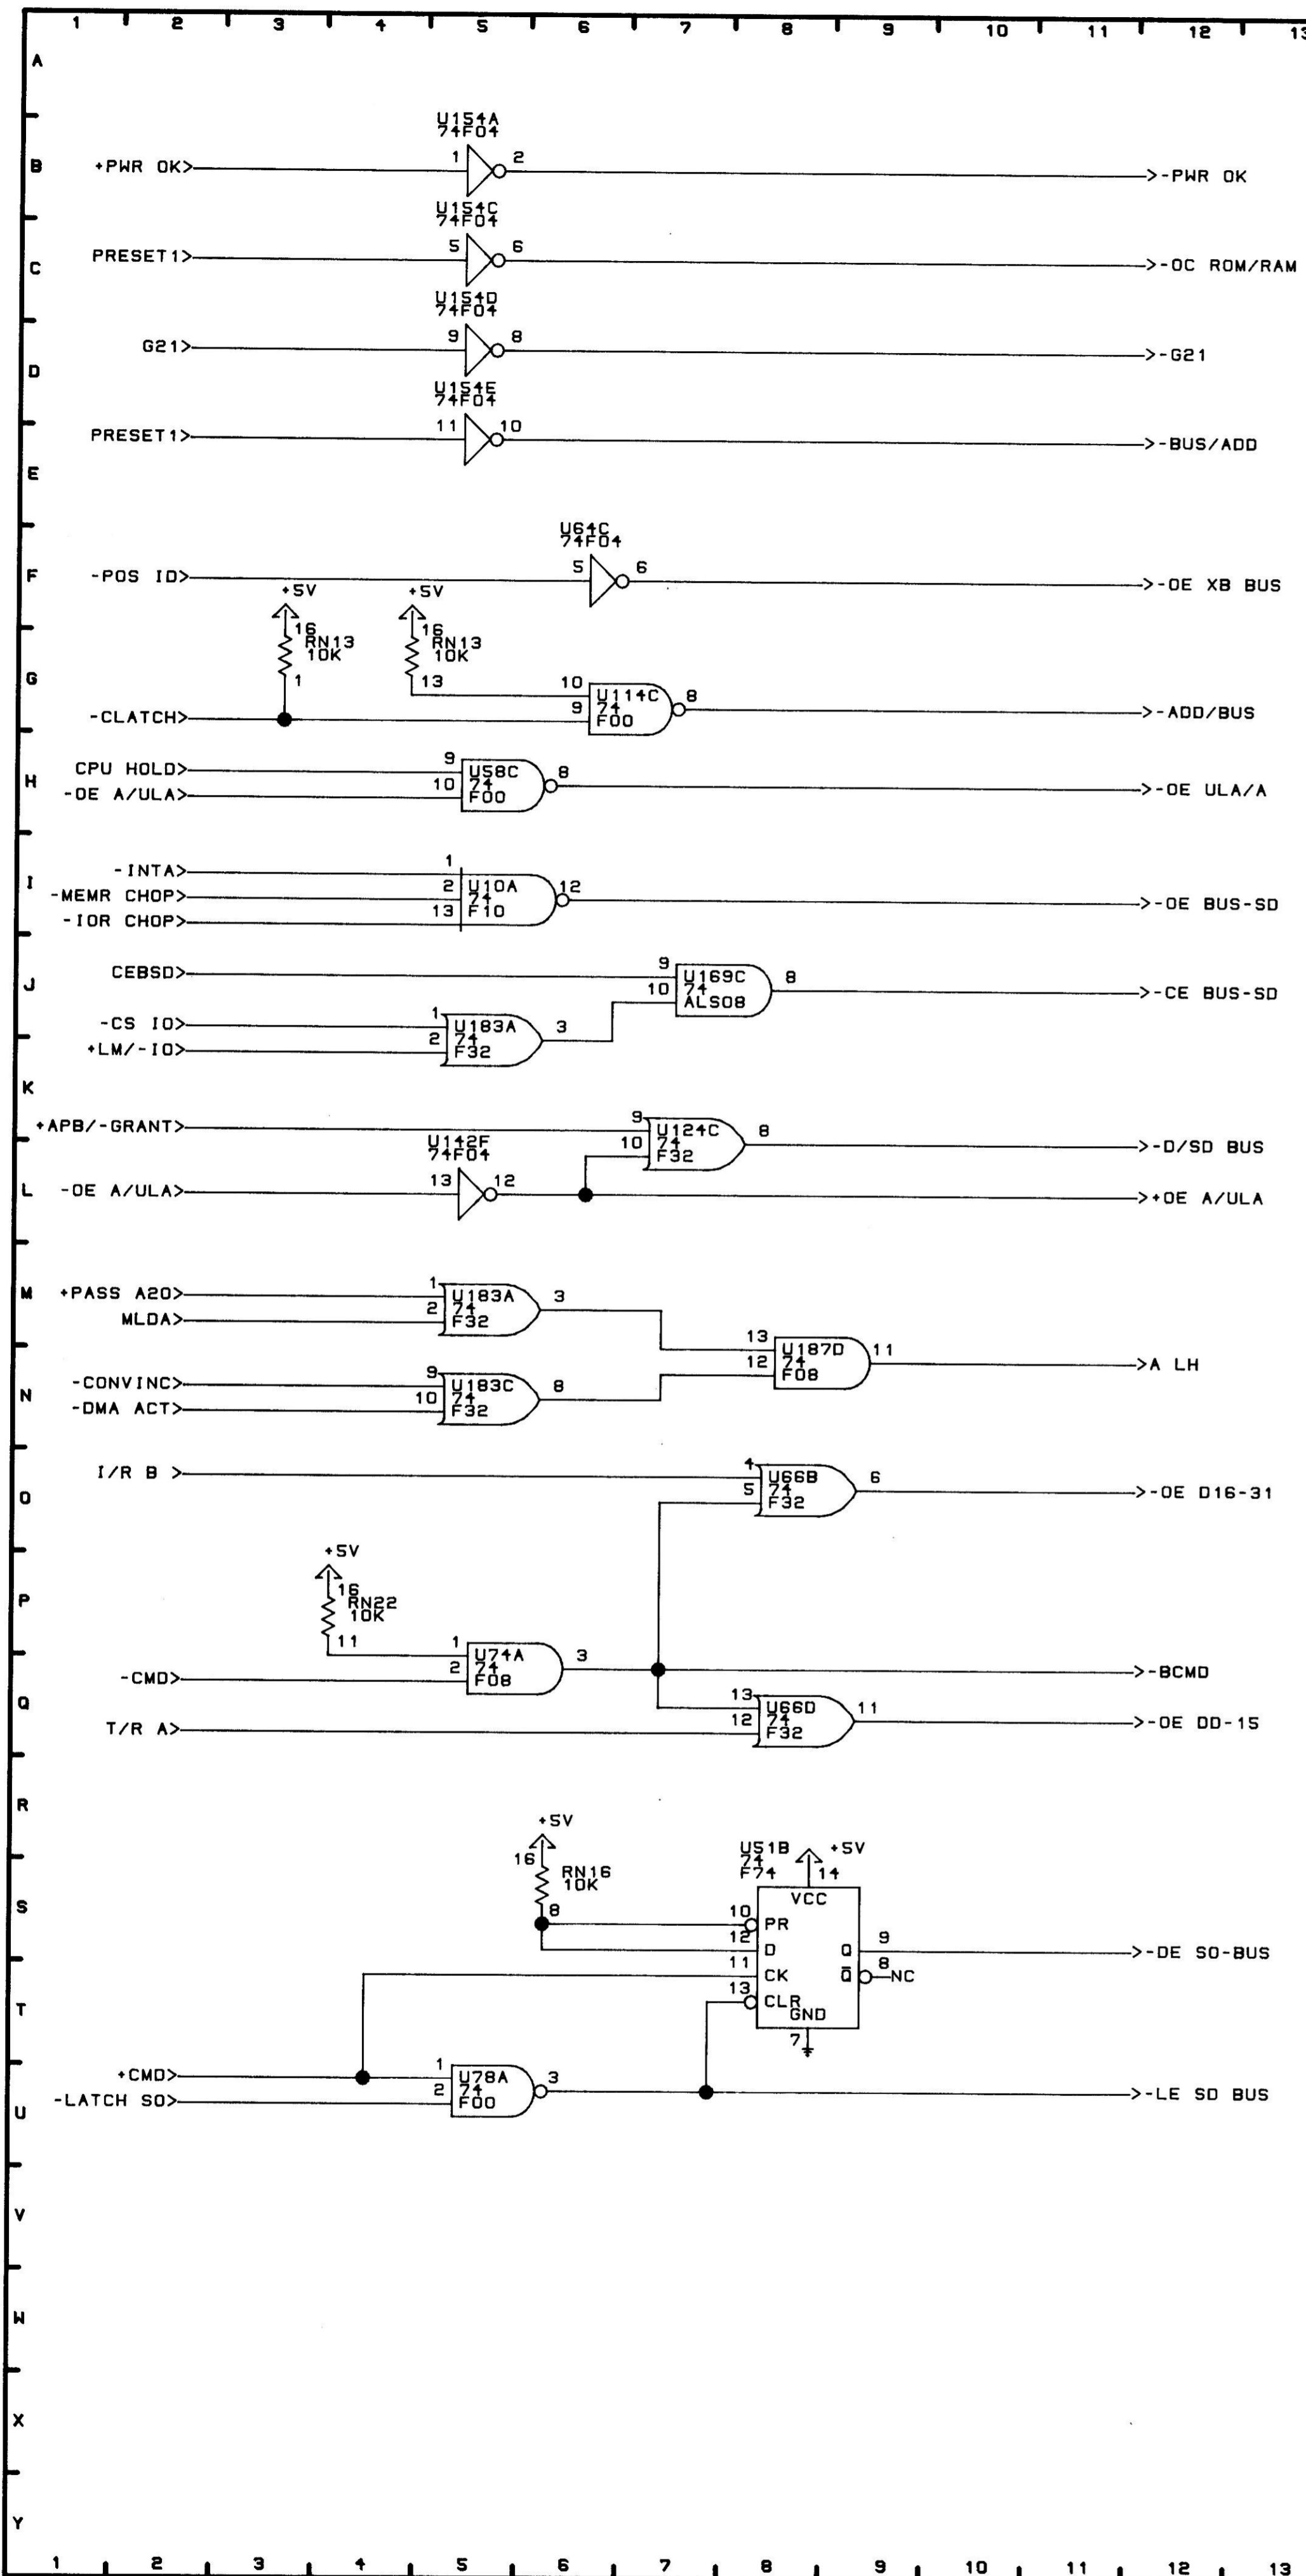 1 2 3 4 5 6 7 8 9 10 11 12 13
A
U154A
74F04
B +PWR OK> 1 2 >-PWR OK
U154C
74F04
C PRESET1> 5 6 >-OC ROM/RAM
U154D
74F04
G21> 9 8 >-G21
D
U154E
74F04
PRESET1> 11 10 >-BUS/ADD
E
U64C
74F04
F -POS ID> 5 6 >-OE XB BUS
+5V +5V
16 16
RN13 RN13
10K 10K
G 1 13 10 U114C 8
-CLATCH> 9 74 >-ADD/BUS
F00
CPU HOLD> 9 U58C 8
H 10 74 >-OE ULA/A
-OE A/ULA> F00
-INTA> 1
I -MEMR CHOP> 2 U10A 12
74 >-OE BUS-SD
-IOR CHOP> 13 F10
CEBSD> 9 U169C 8
J 10 74 >-CE BUS-SD
ALS08
-CS IO> 1 U183A 3
2 74
+LM/-IO> F32
K
+APB/-GRANT> 9 U124C 8
10 74 >-D/SD BUS
F32
U142F
74F04
L -OE A/ULA> 13 12 >+OE A/ULA
M +PASS A20> 1 U183A 3
MLDA> 2 74
F32
13 U187D 11
12 74 >A LH
F08
-CONVINC> 9 U183C 8
N -DMA ACT> 10 74
F32
I/R B > 4 U66B 6
O 5 74 >-OE D16-31
F32
+5V
P 16
RN22
10K
11 1 U74A 3
-CMD> 2 74 >-BCMD
F08
Q 13 U66D 11
T/R A> 12 74 >-OE DD-15
F32
R
+5V U51B +5V
16 74
RN16 F74 14
10K VCC
S 8 10 PR
12 D Q 9 >-DE SO-BUS
11 CK Q 8 NC
T 13 CLR
GND
7
+CMD> 1 U78A 3
2 74 >-LE SD BUS
U -LATCH SO> F00
V
W
X
Y
1 2 3 4 5 6 7 8 9 10 11 12 13